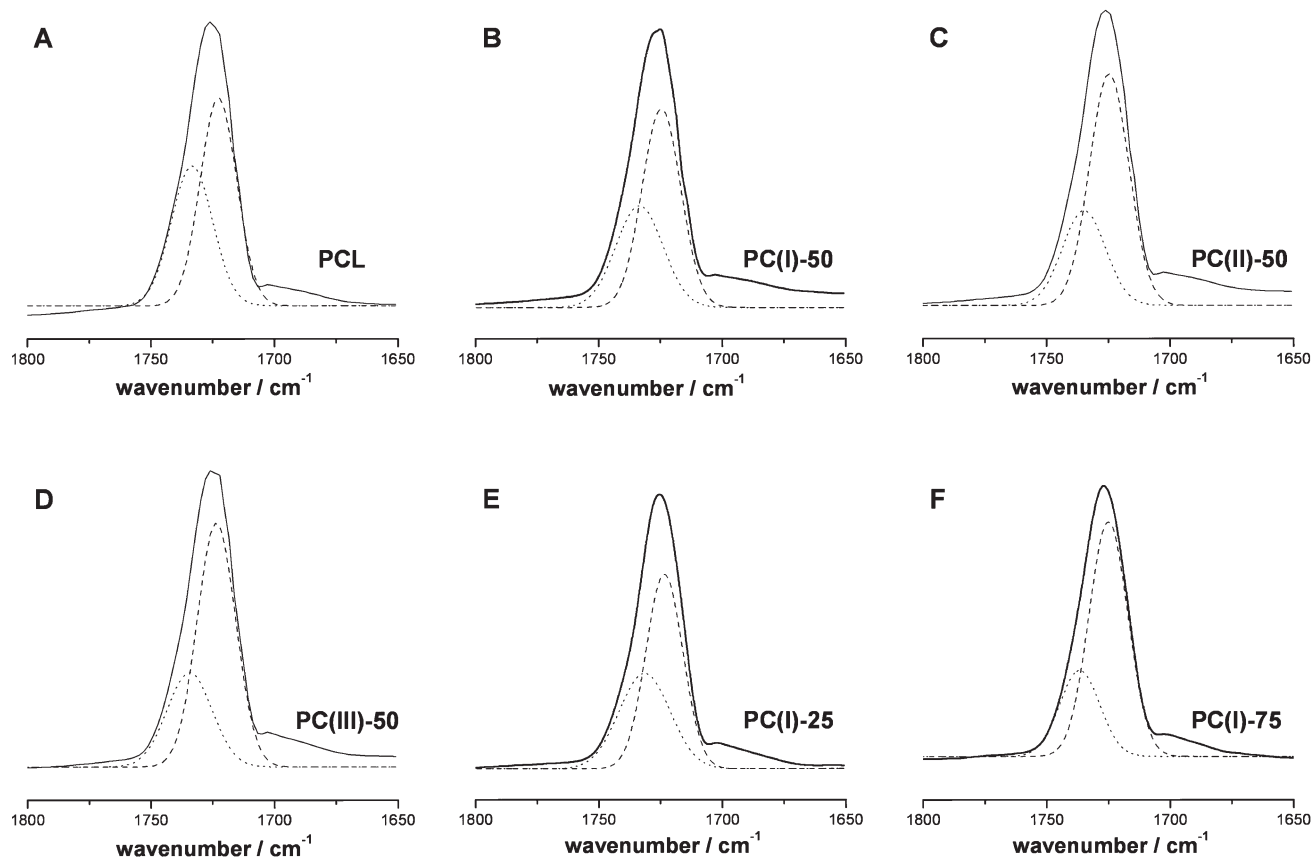 A
PCL
1800 1750 1700 1650
wavenumber / cm⁻¹
B
PC(I)-50
1800 1750 1700 1650
wavenumber / cm⁻¹
C
PC(II)-50
1800 1750 1700 1650
wavenumber / cm⁻¹
D
PC(III)-50
1800 1750 1700 1650
wavenumber / cm⁻¹
E
PC(I)-25
1800 1750 1700 1650
wavenumber / cm⁻¹
F
PC(I)-75
1800 1750 1700 1650
wavenumber / cm⁻¹